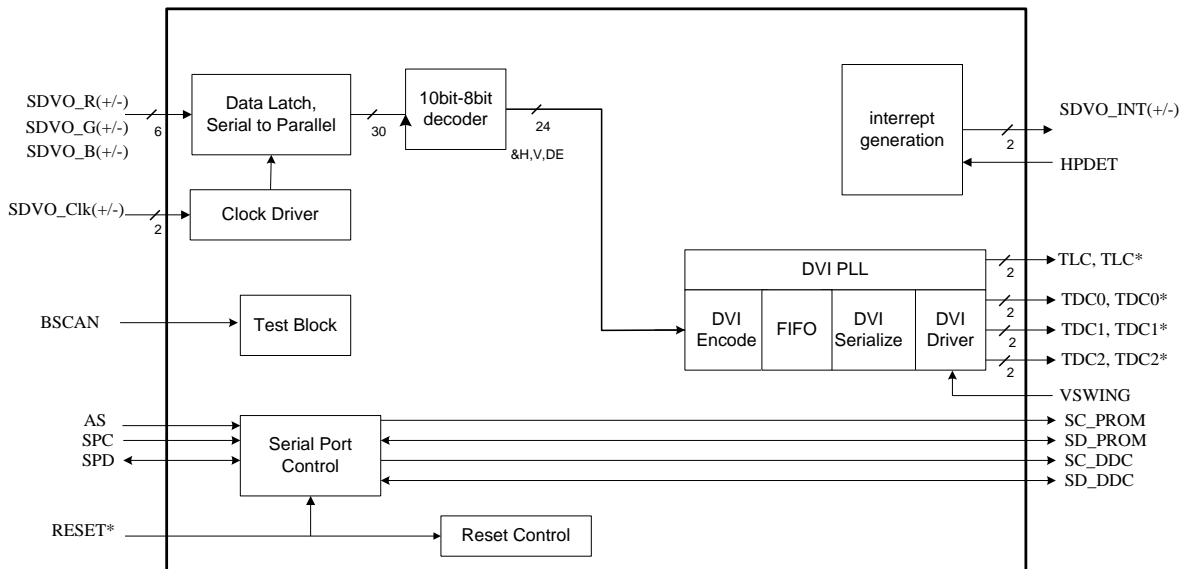 SDVO_R(+/-)
SDVO_G(+/-)
SDVO_B(+/-)
6
Data Latch,
Serial to Parallel
30
10bit-8bit
decoder
24
&H,V,DE
interrept
generation
SDVO_INT(+/-)
2
HPDET
SDVO_Clk(+/-)
2
Clock Driver
DVI PLL
DVI
Encode
FIFO
DVI
Serialize
DVI
Driver
TLC, TLC*
2
TDC0, TDC0*
2
TDC1, TDC1*
2
TDC2, TDC2*
2
VSWING
BSCAN
Test Block
AS
SPC
SPD
Serial Port
Control
SC_PROM
SD_PROM
SC_DDC
SD_DDC
RESET*
Reset Control